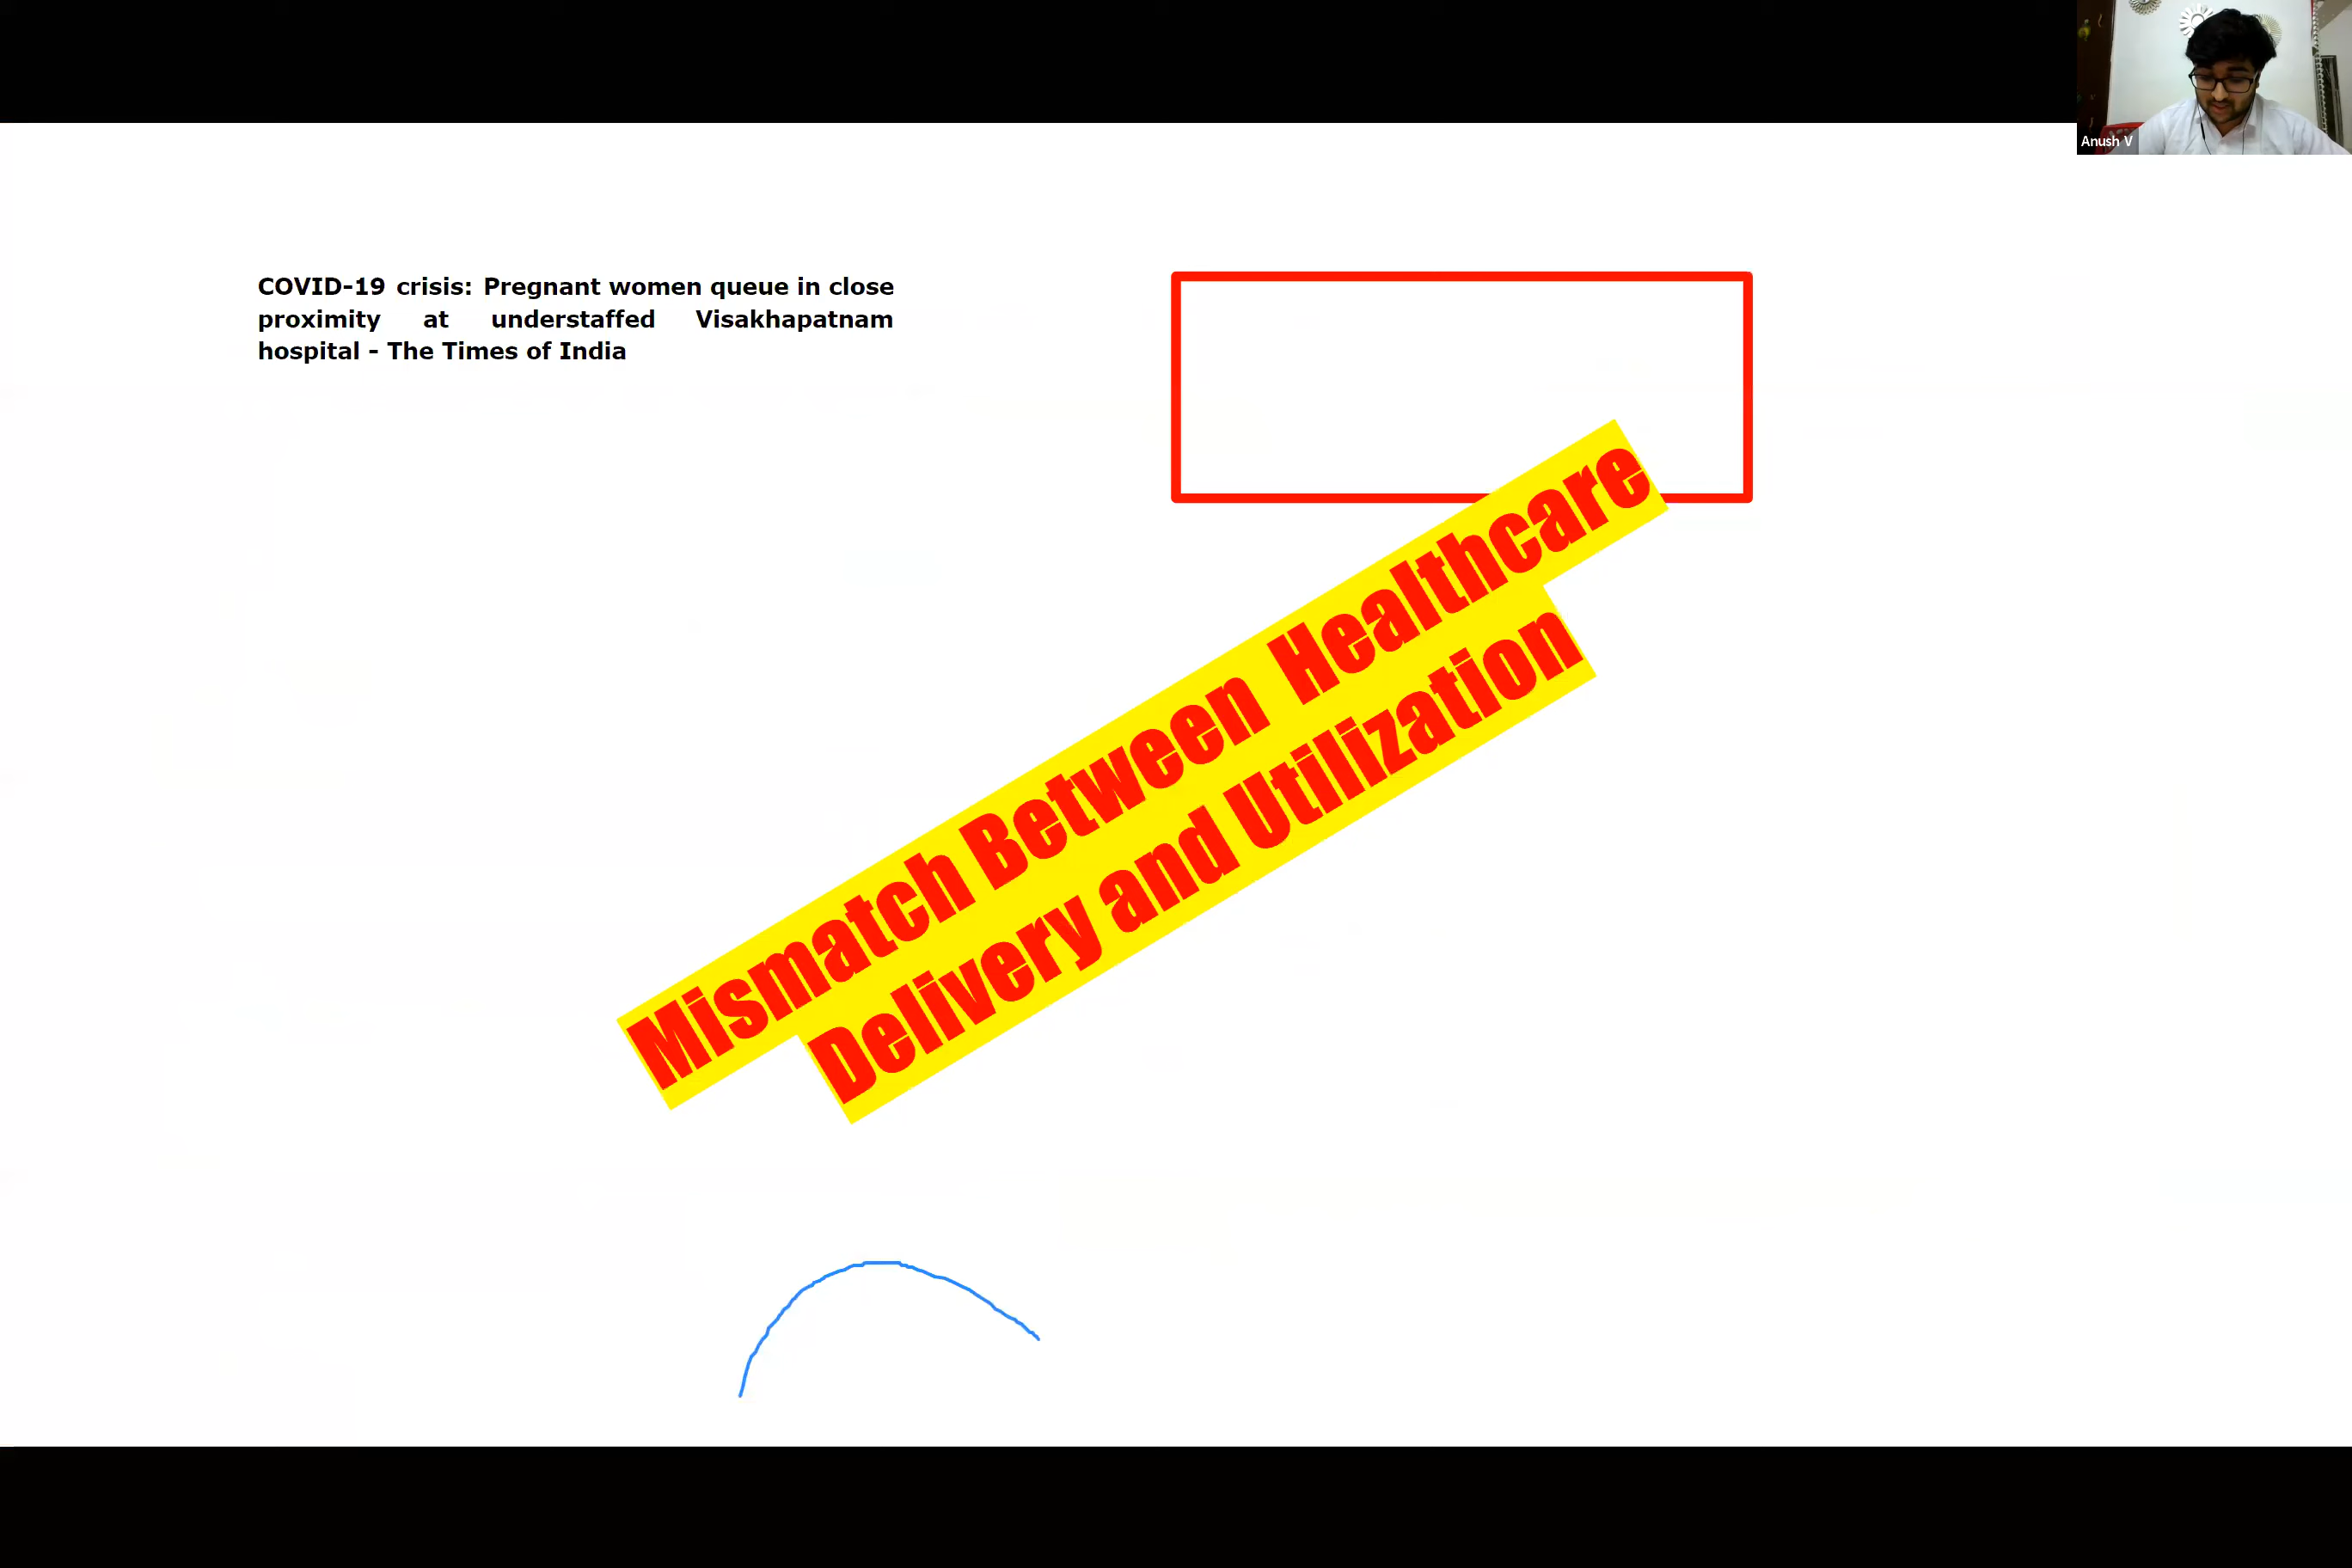 Anush V
COVID-19 crisis: Pregnant women queue in close
proximity at understaffed Visakhapatnam
hospital - The Times of India
Mismatch Between Healthcare
Delivery and Utilization